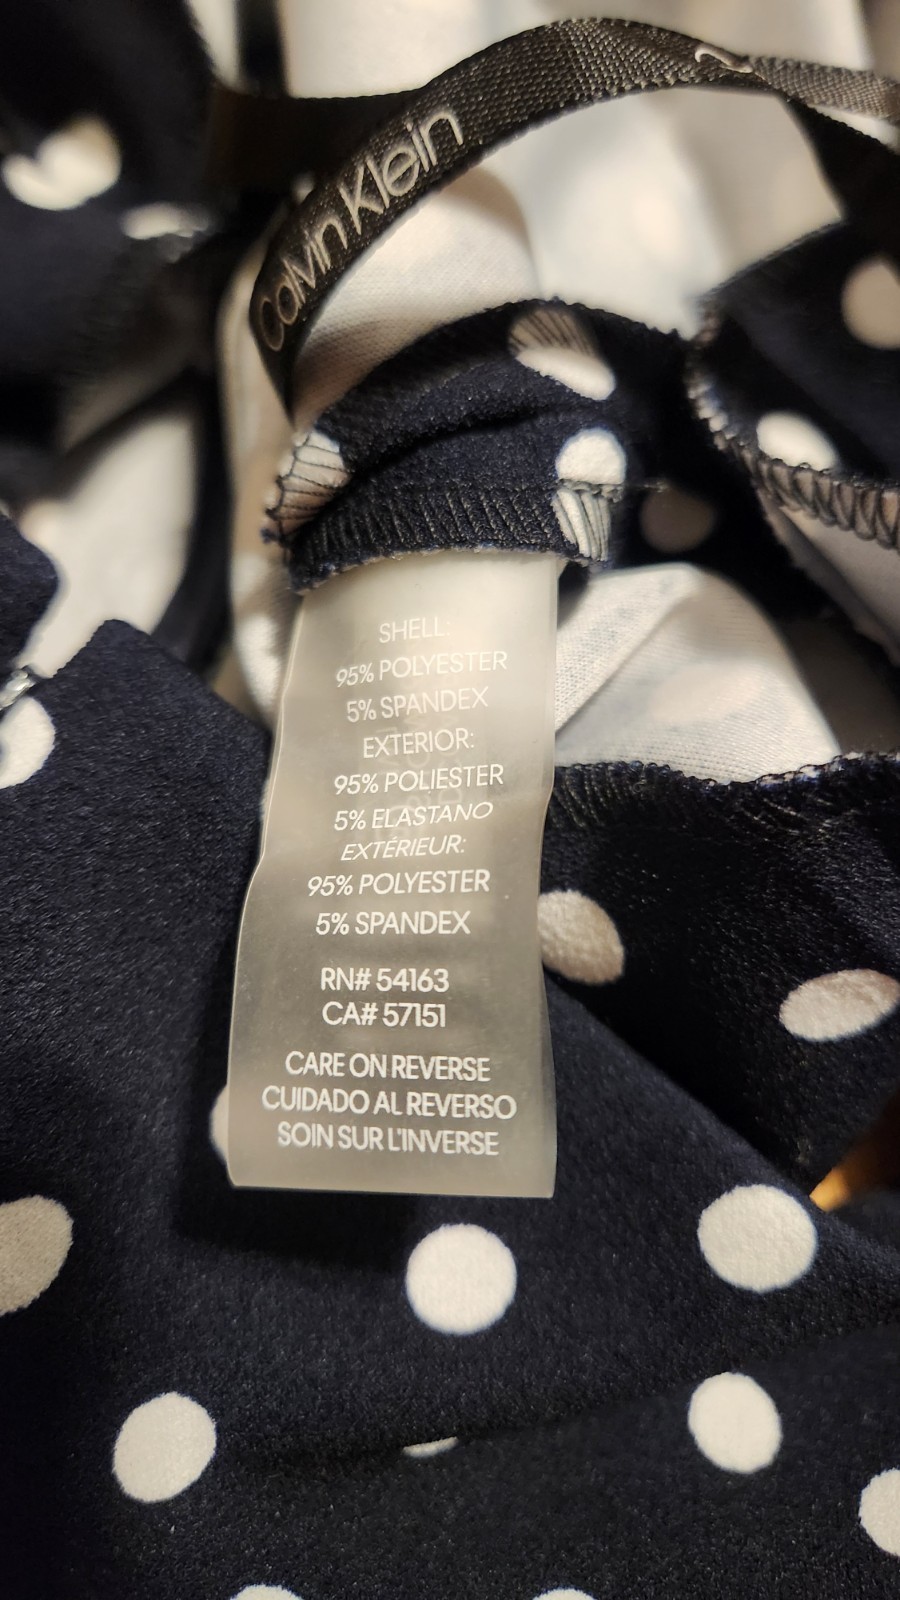 Calvin Klein
SHELL:
95% POLYESTER
5% SPANDEX
EXTERIOR:
95% POLIESTER
5% ELASTANO
EXTÉRIEUR:
95% POLYESTER
5% SPANDEX
RN# 54163
CA# 57151
CARE ON REVERSE
CUIDADO AL REVERSO
SOIN SUR L'INVERSE